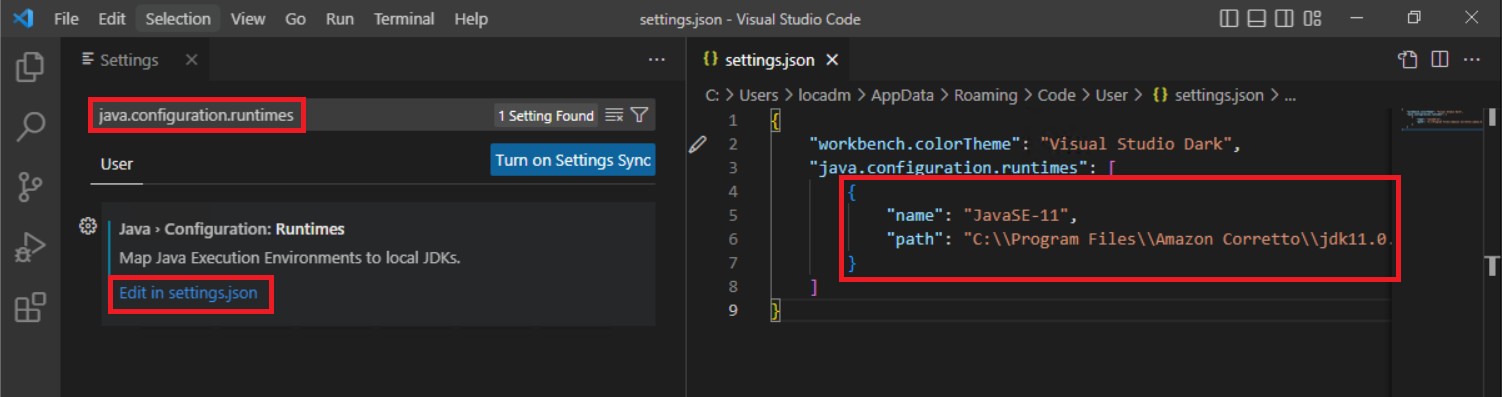 File Edit Selection View Go Run Terminal Help
settings.json - Visual Studio Code
Settings
java.configuration.runtimes
1 Setting Found
User
Turn on Settings Sync
Java › Configuration: Runtimes
Map Java Execution Environments to local JDKs.
Edit in settings.json
{} settings.json
C: > Users > locadm > AppData > Roaming > Code > User > {} settings.json > ...
1 {
2 "workbench.colorTheme": "Visual Studio Dark",
3 "java.configuration.runtimes": [
4 {
5 "name": "JavaSE-11",
6 "path": "C:\\Program Files\\Amazon Corretto\\jdk11.0.
7 }
8 ]
9 }